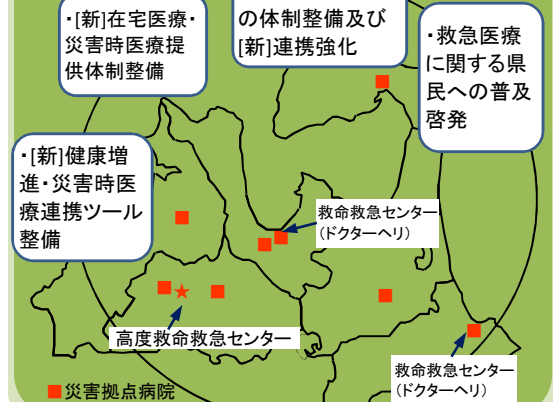 ・[新]在宅医療・
災害時医療提
供体制整備
の体制整備及び
[新]連携強化
・救急医療
に関する県
民への普及
啓発
・[新]健康増
進・災害時医
療連携ツール
整備
救命救急センター
（ドクターヘリ）
高度救命救急センター
救命救急センター
（ドクターヘリ）
■災害拠点病院